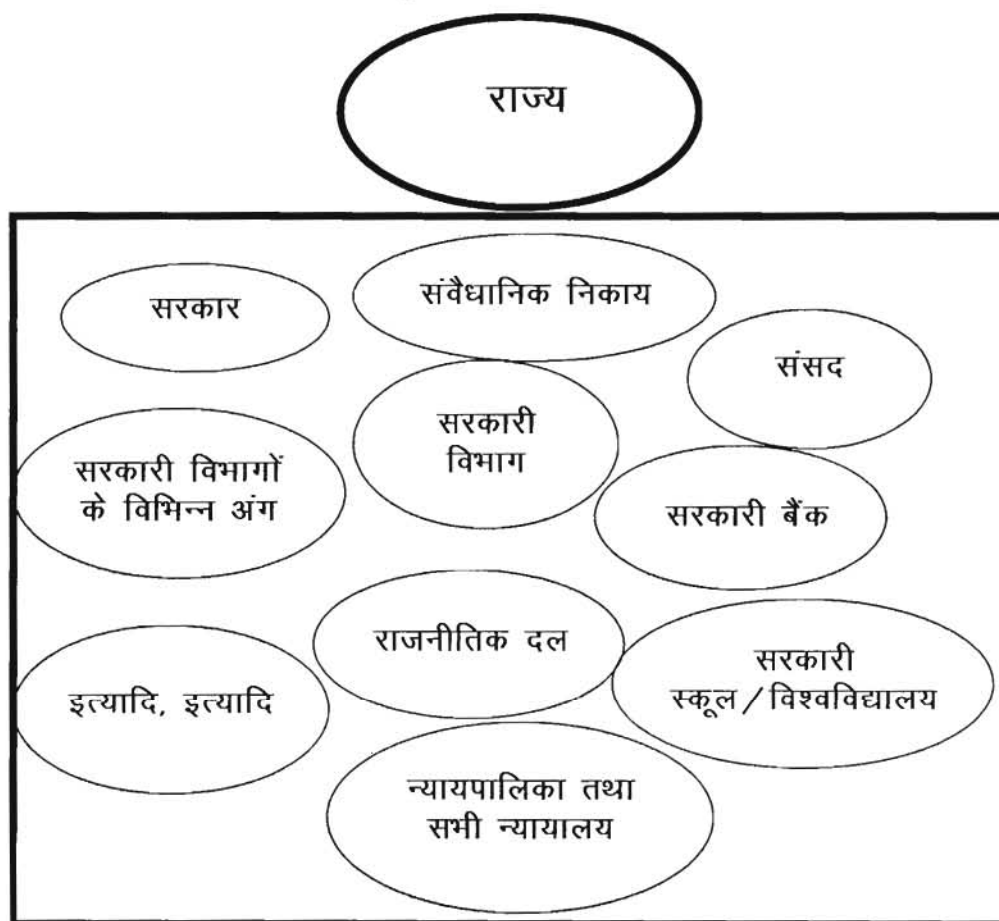 राज्य
सरकार
संवैधानिक निकाय
संसद
सरकारी विभागों
के विभिन्न अंग
सरकारी
विभाग
सरकारी बैंक
इत्यादि, इत्यादि
राजनीतिक दल
सरकारी
स्कूल/विश्वविद्यालय
न्यायपालिका तथा
सभी न्यायालय